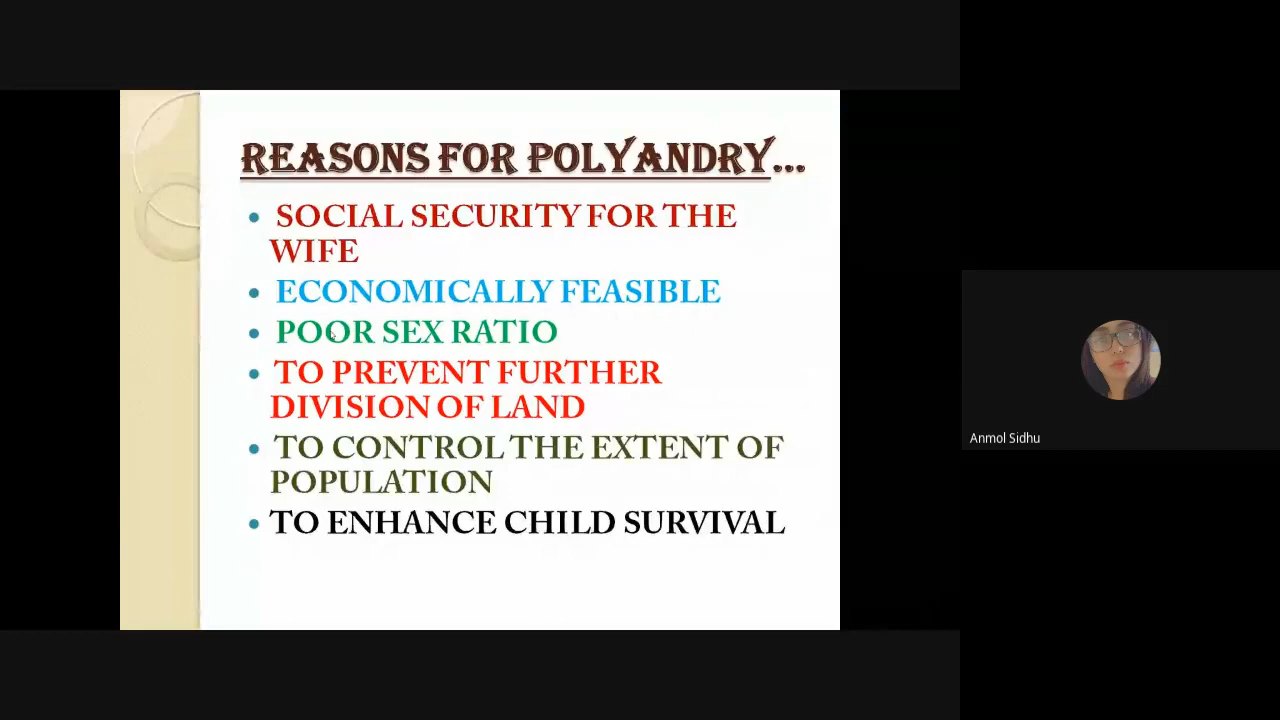 REASONS FOR POLYANDRY...
• SOCIAL SECURITY FOR THE
WIFE
• ECONOMICALLY FEASIBLE
• POOR SEX RATIO
• TO PREVENT FURTHER
DIVISION OF LAND
• TO CONTROL THE EXTENT OF
POPULATION
• TO ENHANCE CHILD SURVIVAL
Anmol Sidhu